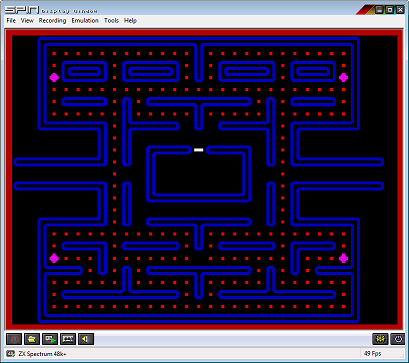 SPIN Display Window
File View Recording Emulation Tools Help
ZX Spectrum 48k+
49 Fps